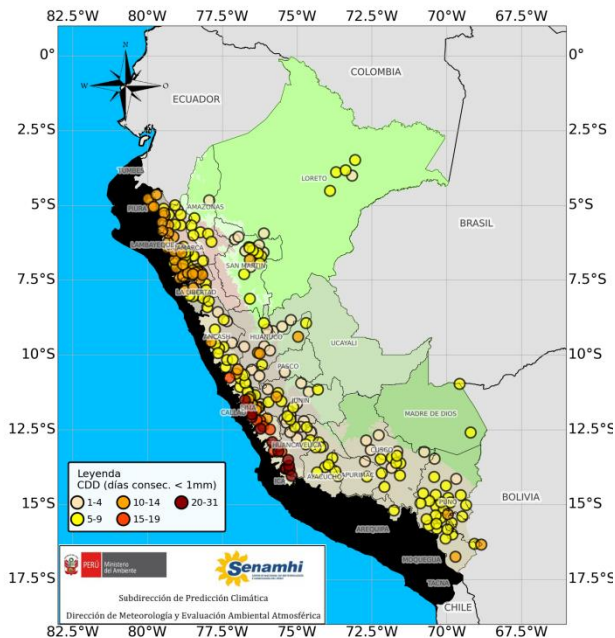 82.5°W 80°W 77.5°W 75°W 72.5°W 70°W 67.5°W
0° 0°
2.5°S 2.5°S
5°S 5°S
7.5°S 7.5°S
10°S 10°S
12.5°S 12.5°S
15°S 15°S
17.5°S 17.5°S
N
W O
S
COLOMBIA
ECUADOR
TUMBES
LORETO
PIURA
AMAZONAS
BRASIL
LAMBAYEQUE
SAN MARTIN
LA LIBERTAD
ANCASH
HUANUCO
UCAYALI
PASCO
JUNIN
CALLAO
LIMA
MADRE DE DIOS
HUANCAVELICA
CUSCO
ICA
AYACUCHO
APURIMAC
PUNO
BOLIVIA
AREQUIPA
MOQUEGUA
TACNA
CHILE
Leyenda
CDD (días consec. < 1mm)
1-4 10-14 20-31
5-9 15-19
PERÚ
Ministerio
del Ambiente
Senamhi
Subdirección de Predicción Climática
Dirección de Meteorología y Evaluación Ambiental Atmosférica
82.5°W 80°W 77.5°W 75°W 72.5°W 70°W 67.5°W